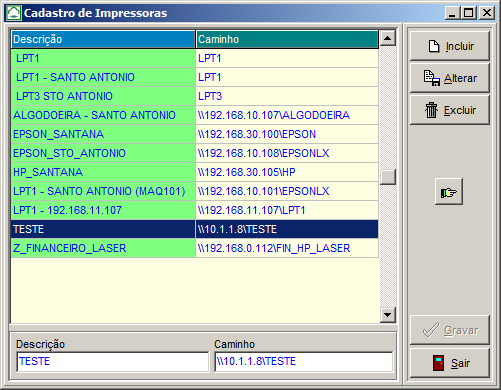 Cadastro de Impressoras
Descrição Caminho
LPT1 LPT1
LPT1 - SANTO ANTONIO LPT1
LPT3 STO ANTONIO LPT3
ALGODOEIRA - SANTO ANTONIO \\192.168.10.107\ALGODOEIRA
EPSON_SANTANA \\192.168.30.100\EPSON
EPSON_STO_ANTONIO \\192.168.10.108\EPSONLX
HP_SANTANA \\192.168.30.105\HP
LPT1 - SANTO ANTONIO (MAQ101) \\192.168.10.101\EPSONLX
LPT1 - 192.168.11.107 \\192.168.11.107\LPT1
TESTE \\10.1.1.8\TESTE
Z_FINANCEIRO_LASER \\192.168.0.112\FIN_HP_LASER
Descrição Caminho
TESTE \\10.1.1.8\TESTE
Incluir
Alterar
Excluir
Gravar
Sair